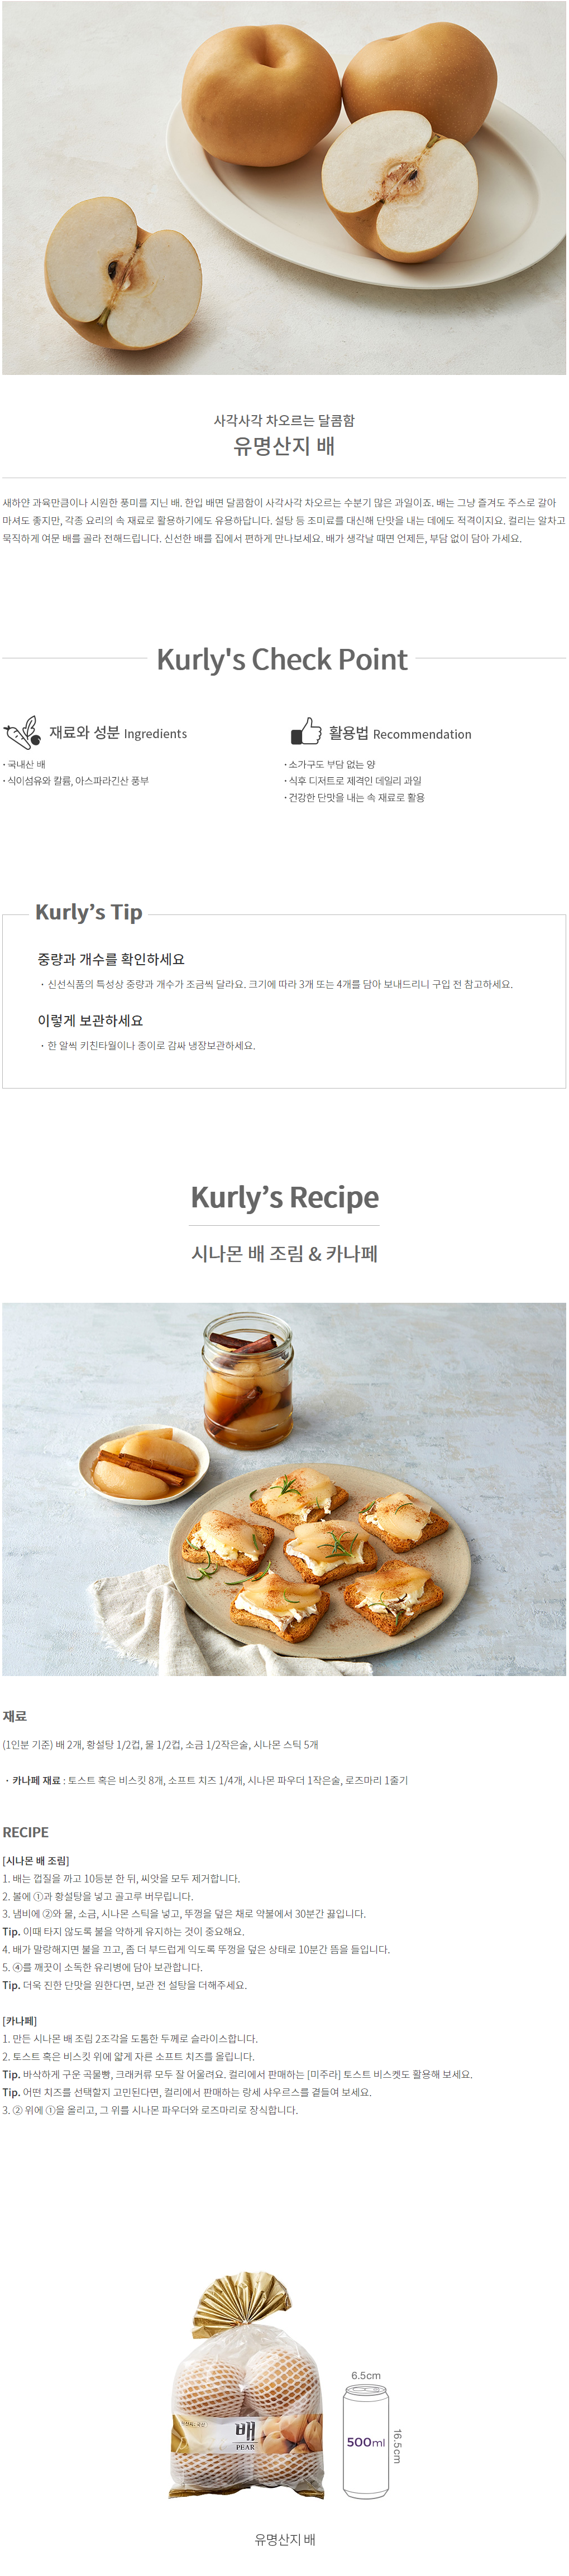 사각사각 차오르는 달콤함
유명산지 배
새하얀 과육만큼이나 시원한 풍미를 지닌 배. 한입 배면 달콤함이 사각사각 차오르는 수분기 많은 과일이죠. 배는 그냥 즐겨도 주스로 갈아
마셔도 좋지만, 각종 요리의 속 재료로 활용하기에도 유용하답니다. 설탕 등 조미료를 대신해 단맛을 내는 데에도 적격이지요. 컬리는 알차고
묵직하게 여문 배를 골라 전해드립니다. 신선한 배를 집에서 편하게 만나보세요. 배가 생각날 때면 언제든, 부담 없이 담아 가세요.
Kurly's Check Point
재료와 성분 Ingredients
· 국내산 배
· 식이섬유와 칼륨, 아스파라긴산 풍부
활용법 Recommendation
· 소가구도 부담 없는 양
· 식후 디저트로 제격인 데일리 과일
· 건강한 단맛을 내는 속 재료로 활용
Kurly’s Tip
중량과 개수를 확인하세요
· 신선식품의 특성상 중량과 개수가 조금씩 달라요. 크기에 따라 3개 또는 4개를 담아 보내드리니 구입 전 참고하세요.
이렇게 보관하세요
· 한 알씩 키친타월이나 종이로 감싸 냉장보관하세요.
Kurly’s Recipe
시나몬 배 조림 & 카나페
재료
(1인분 기준) 배 2개, 황설탕 1/2컵, 물 1/2컵, 소금 1/2작은술, 시나몬 스틱 5개
· 카나페 재료 : 토스트 혹은 비스킷 8개, 소프트 치즈 1/4개, 시나몬 파우더 1작은술, 로즈마리 1줄기
RECIPE
[시나몬 배 조림]
1. 배는 껍질을 까고 10등분 한 뒤, 씨앗을 모두 제거합니다.
2. 볼에 ①과 황설탕을 넣고 골고루 버무립니다.
3. 냄비에 ②와 물, 소금, 시나몬 스틱을 넣고, 뚜껑을 덮은 채로 약불에서 30분간 끓입니다.
Tip. 이때 타지 않도록 불을 약하게 유지하는 것이 중요해요.
4. 배가 말랑해지면 불을 끄고, 좀 더 부드럽게 익도록 뚜껑을 덮은 상태로 10분간 뜸을 들입니다.
5. ④를 깨끗이 소독한 유리병에 담아 보관합니다.
Tip. 더욱 진한 단맛을 원한다면, 보관 전 설탕을 더해주세요.
[카나페]
1. 만든 시나몬 배 조림 2조각을 도톰한 두께로 슬라이스합니다.
2. 토스트 혹은 비스킷 위에 얇게 자른 소프트 치즈를 올립니다.
Tip. 바삭하게 구운 곡물빵, 크래커류 모두 잘 어울려요. 컬리에서 판매하는 [미주라] 토스트 비스켓도 활용해 보세요.
Tip. 어떤 치즈를 선택할지 고민된다면, 컬리에서 판매하는 랑세 샤우르스를 곁들여 보세요.
3. ② 위에 ①을 올리고, 그 위를 시나몬 파우더와 로즈마리로 장식합니다.
배
PEAR
6.5cm
500ml
16.5cm
유명산지 배